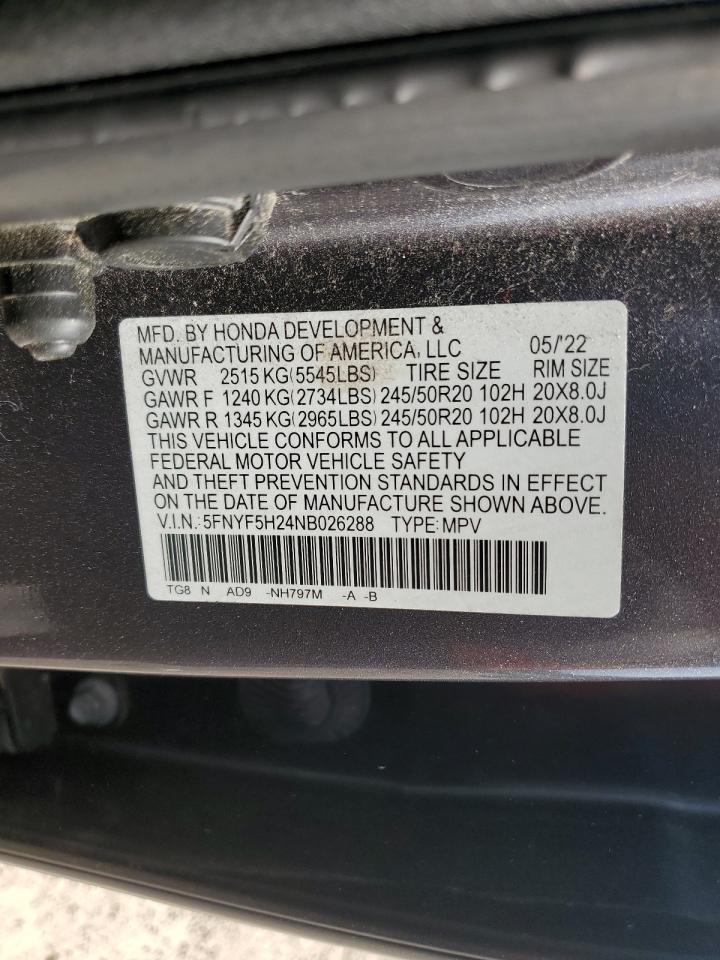 MFD. BY HONDA DEVELOPMENT &
MANUFACTURING OF AMERICA, LLC 05/'22
GVWR 2515 KG(5545LBS) TIRE SIZE RIM SIZE
GAWR F 1240 KG(2734LBS) 245/50R20 102H 20X8.0J
GAWR R 1345 KG(2965LBS) 245/50R20 102H 20X8.0J
THIS VEHICLE CONFORMS TO ALL APPLICABLE
FEDERAL MOTOR VEHICLE SAFETY
AND THEFT PREVENTION STANDARDS IN EFFECT
ON THE DATE OF MANUFACTURE SHOWN ABOVE.
V.I.N.: 5FNYF5H24NB026288 TYPE: MPV
TG8 N AD9 -NH797M -A -B